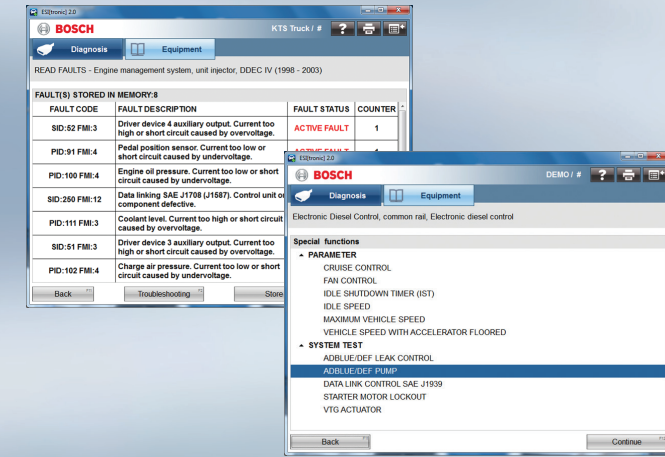 ESI[tronic] 2.0
BOSCH
KTS Truck / #
?
Diagnosis
Equipment
READ FAULTS - Engine management system, unit injector, DDEC IV (1998 - 2003)
FAULT(S) STORED IN MEMORY:8
FAULT CODE FAULT DESCRIPTION FAULT STATUS COUNTER
SID:52 FMI:3 Driver device 4 auxiliary output. Current too ACTIVE FAULT 1
high or short circuit caused by overvoltage.
PID:91 FMI:4 Pedal position sensor. Current too low or
short circuit caused by undervoltage.
PID:100 FMI:4 Engine oil pressure. Current too low or short
circuit caused by undervoltage.
SID:250 FMI:12 Data linking SAE J1708 (J1587). Control unit or
component defective.
PID:111 FMI:3 Coolant level. Current too high or short circuit
caused by overvoltage.
SID:51 FMI:3 Driver device 3 auxiliary output. Current too
high or short circuit caused by overvoltage.
PID:102 FMI:4 Charge air pressure. Current too low or short
circuit caused by undervoltage.
Back
Troubleshooting
Store
ESI[tronic] 2.0
BOSCH
DEMO / #
?
Diagnosis
Equipment
Electronic Diesel Control, common rail, Electronic diesel control
Special functions
PARAMETER
CRUISE CONTROL
FAN CONTROL
IDLE SHUTDOWN TIMER (IST)
IDLE SPEED
MAXIMUM VEHICLE SPEED
VEHICLE SPEED WITH ACCELERATOR FLOORED
SYSTEM TEST
ADBLUE/DEF LEAK CONTROL
ADBLUE/DEF PUMP
DATA LINK CONTROL SAE J1939
STARTER MOTOR LOCKOUT
VTG ACTUATOR
Back
Continue